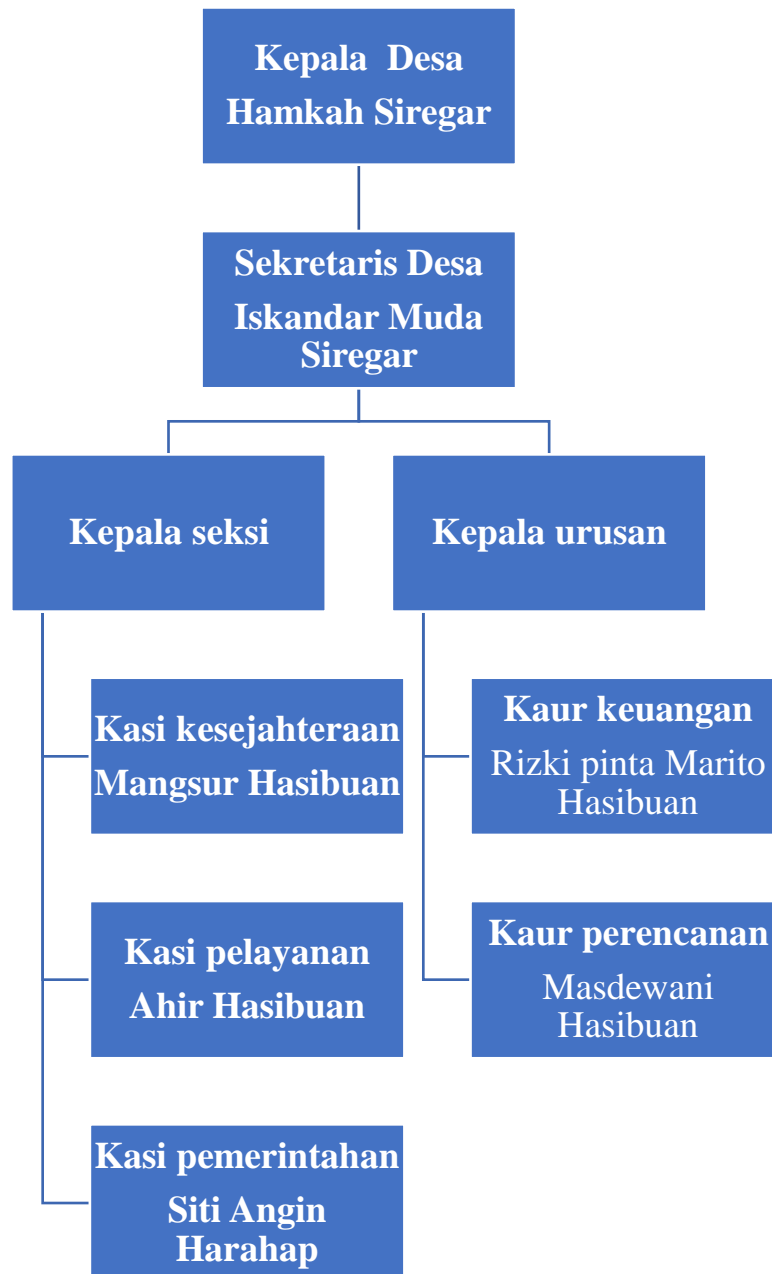 Kepala Desa
Hamkah Siregar
Sekretaris Desa
Iskandar Muda
Siregar
Kepala seksi
Kepala urusan
Kasi kesejahteraan
Mangsur Hasibuan
Kasi pelayanan
Ahir Hasibuan
Kasi pemerintahan
Siti Angin
Harahap
Kaur keuangan
Rizki pinta Marito
Hasibuan
Kaur perencanan
Masdewani
Hasibuan